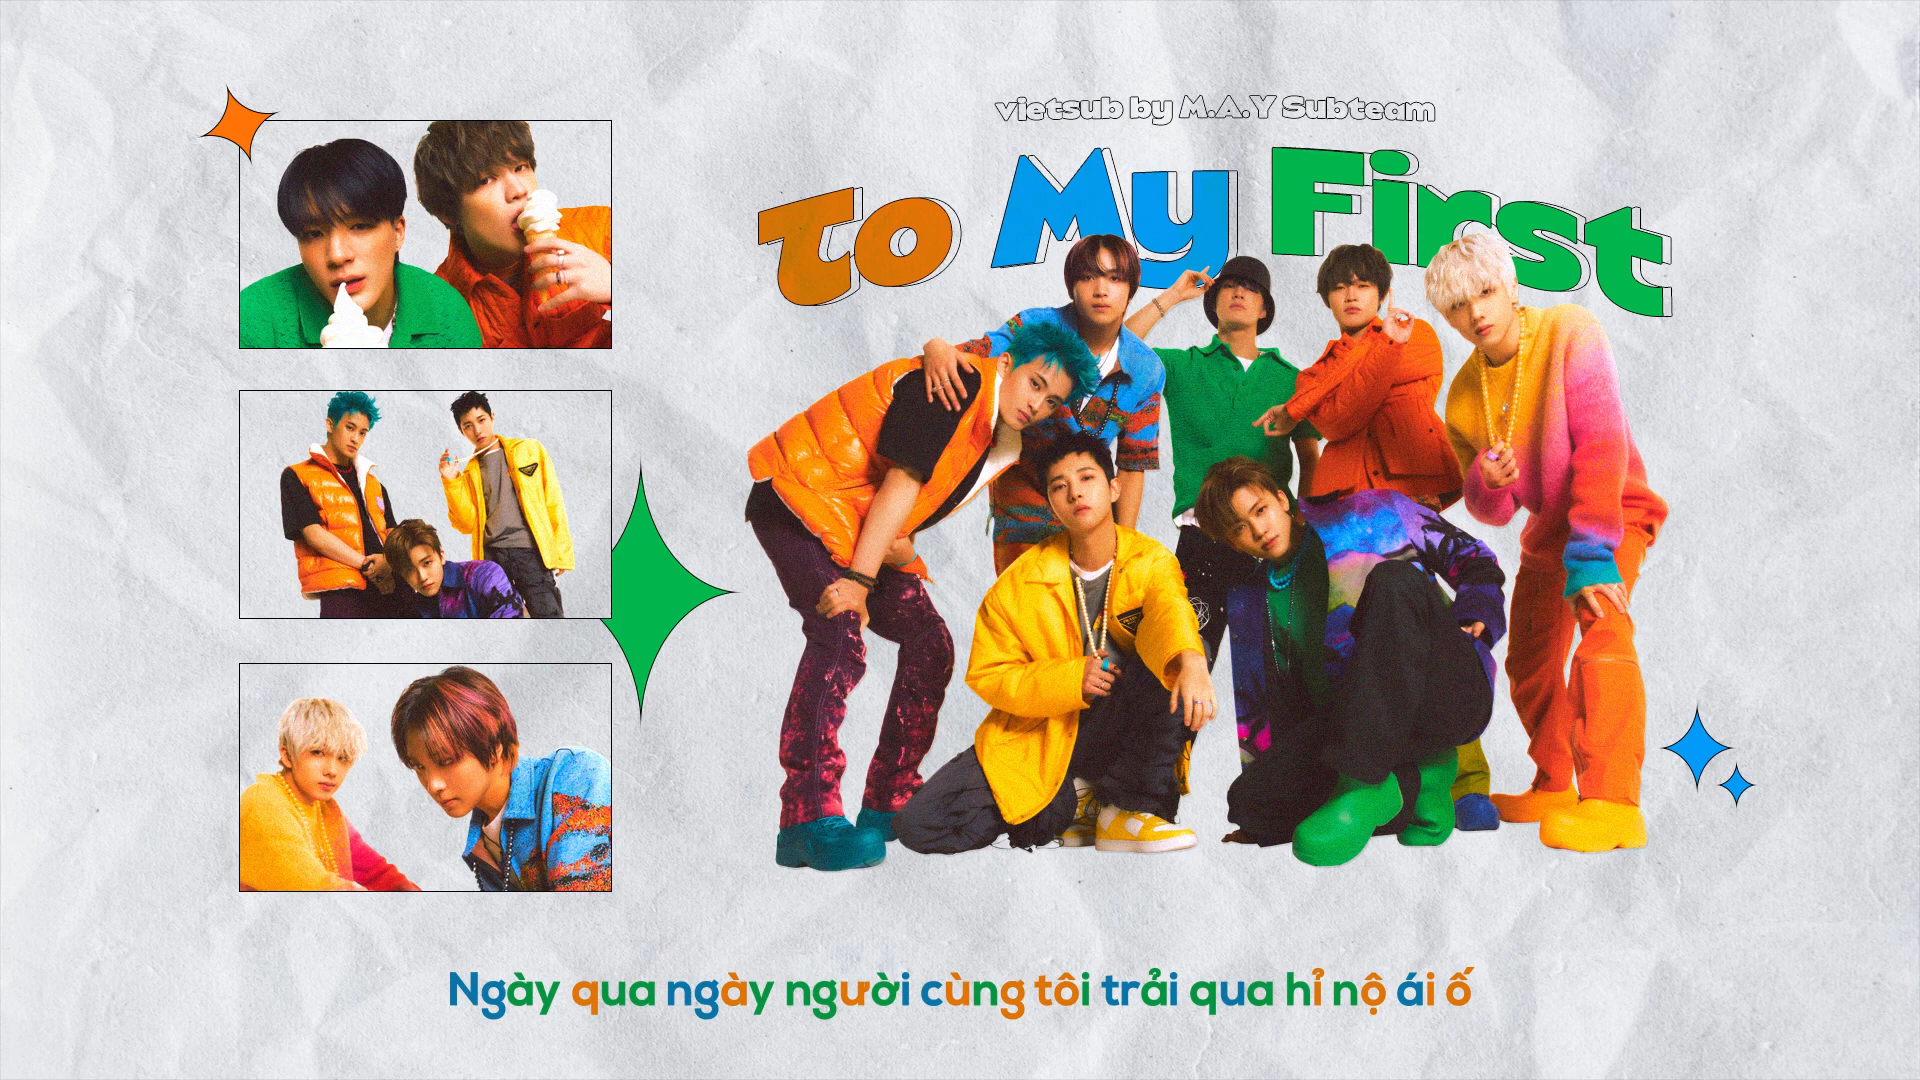 vietsub by M.A.Y Subteam
To My First
Ngày qua ngày người cùng tôi trải qua hỉ nộ ái ố